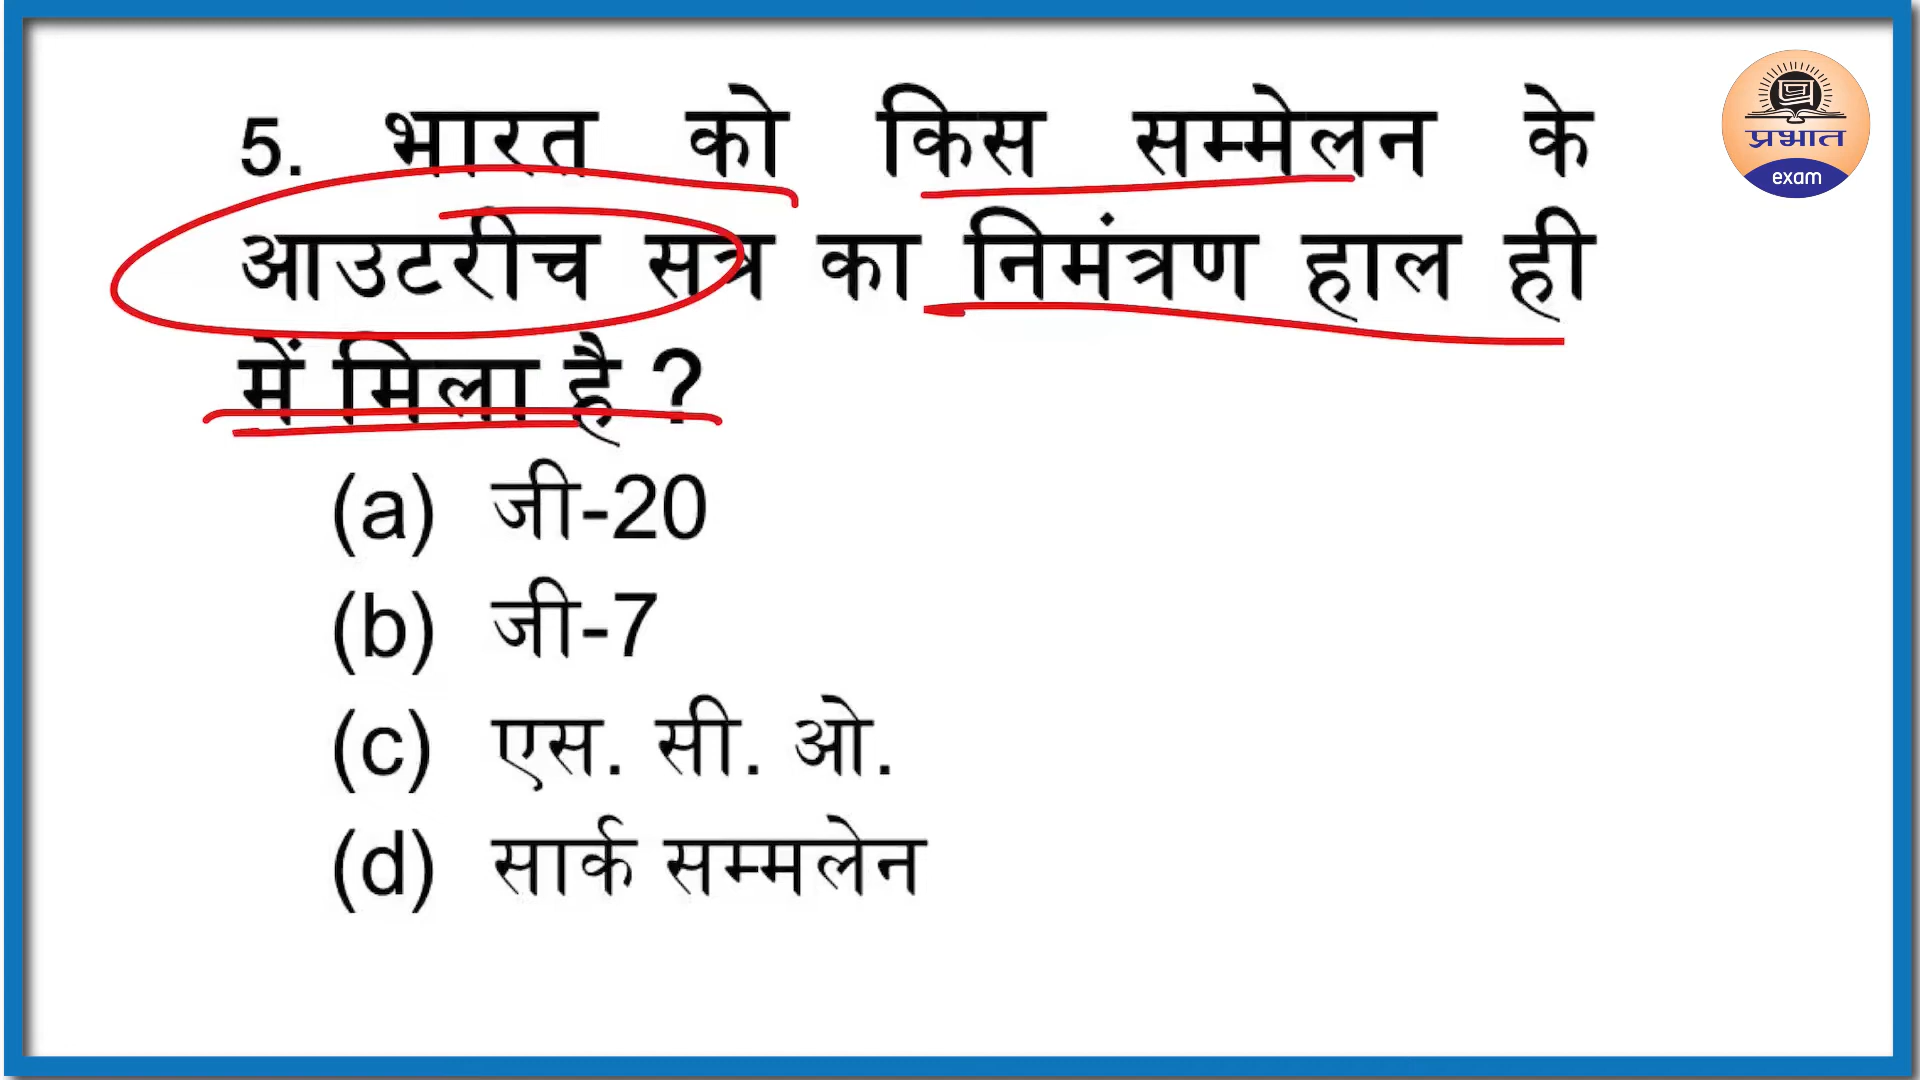 5. भारत को किस सम्मेलन के
आउटरीच सत्र का निमंत्रण हाल ही
में मिला है ?
(a) जी-20
(b) जी-7
(c) एस. सी. ओ.
(d) सार्क सम्मलेन
प्रभात
exam